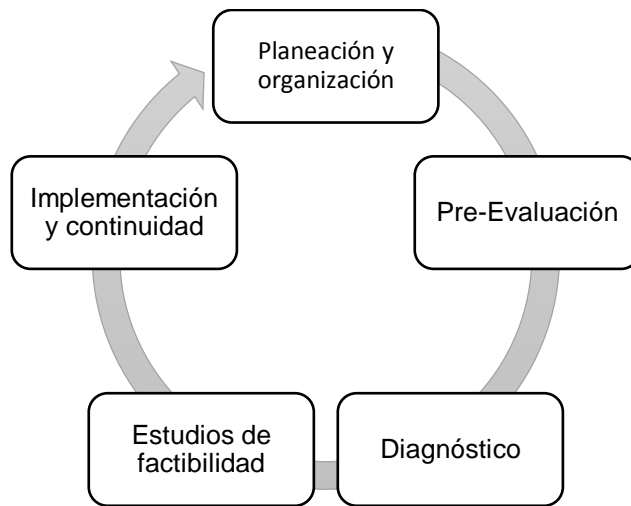 Planeación y
organización
Pre-Evaluación
Diagnóstico
Estudios de
factibilidad
Implementación
y continuidad